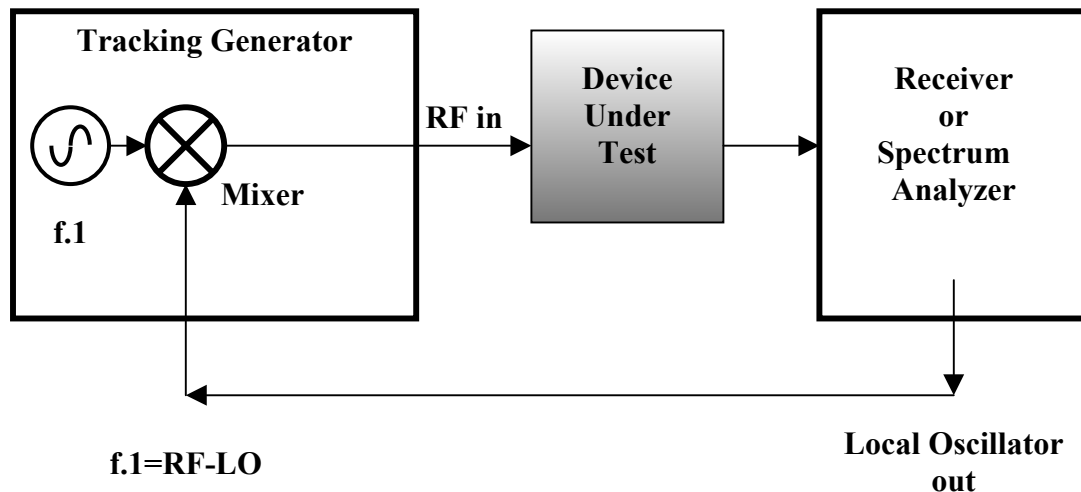 Tracking Generator
f.1
Mixer
RF in
Device
Under
Test
Receiver
or
Spectrum
Analyzer
Local Oscillator
out
f.1=RF-LO